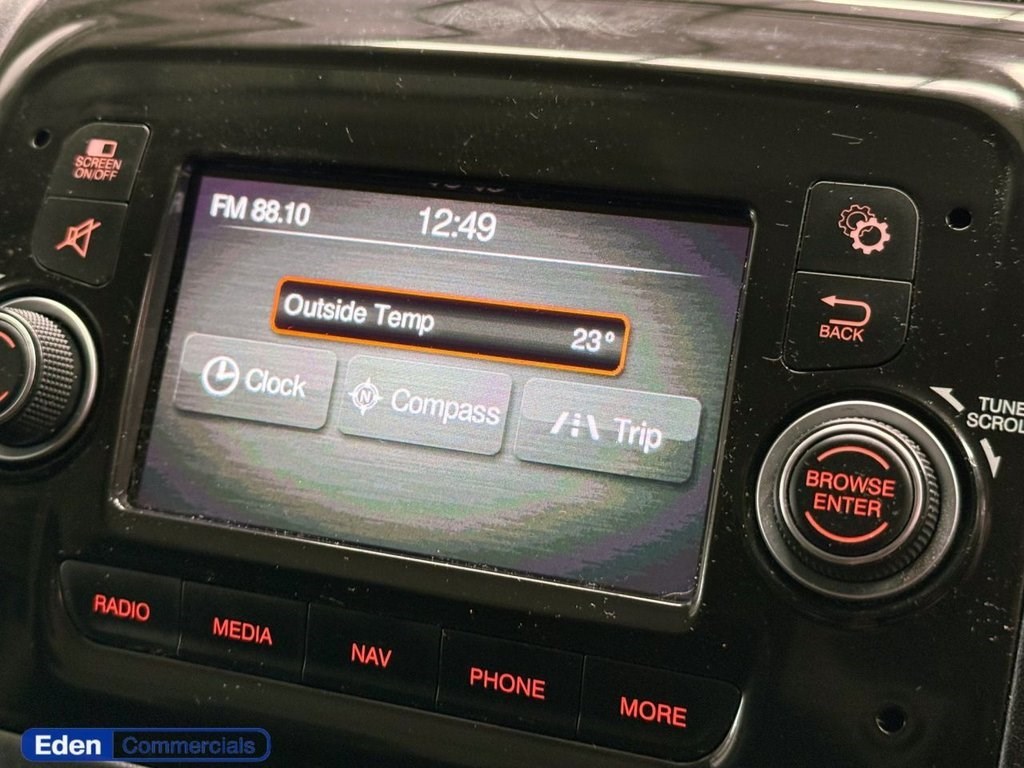 SCREEN
ON/OFF
FM 88.10
12:49
Outside Temp
23°
Clock
N
Compass
Trip
BACK
TUNE
SCROL
BROWSE
ENTER
RADIO
MEDIA
NAV
PHONE
MORE
Eden Commercials